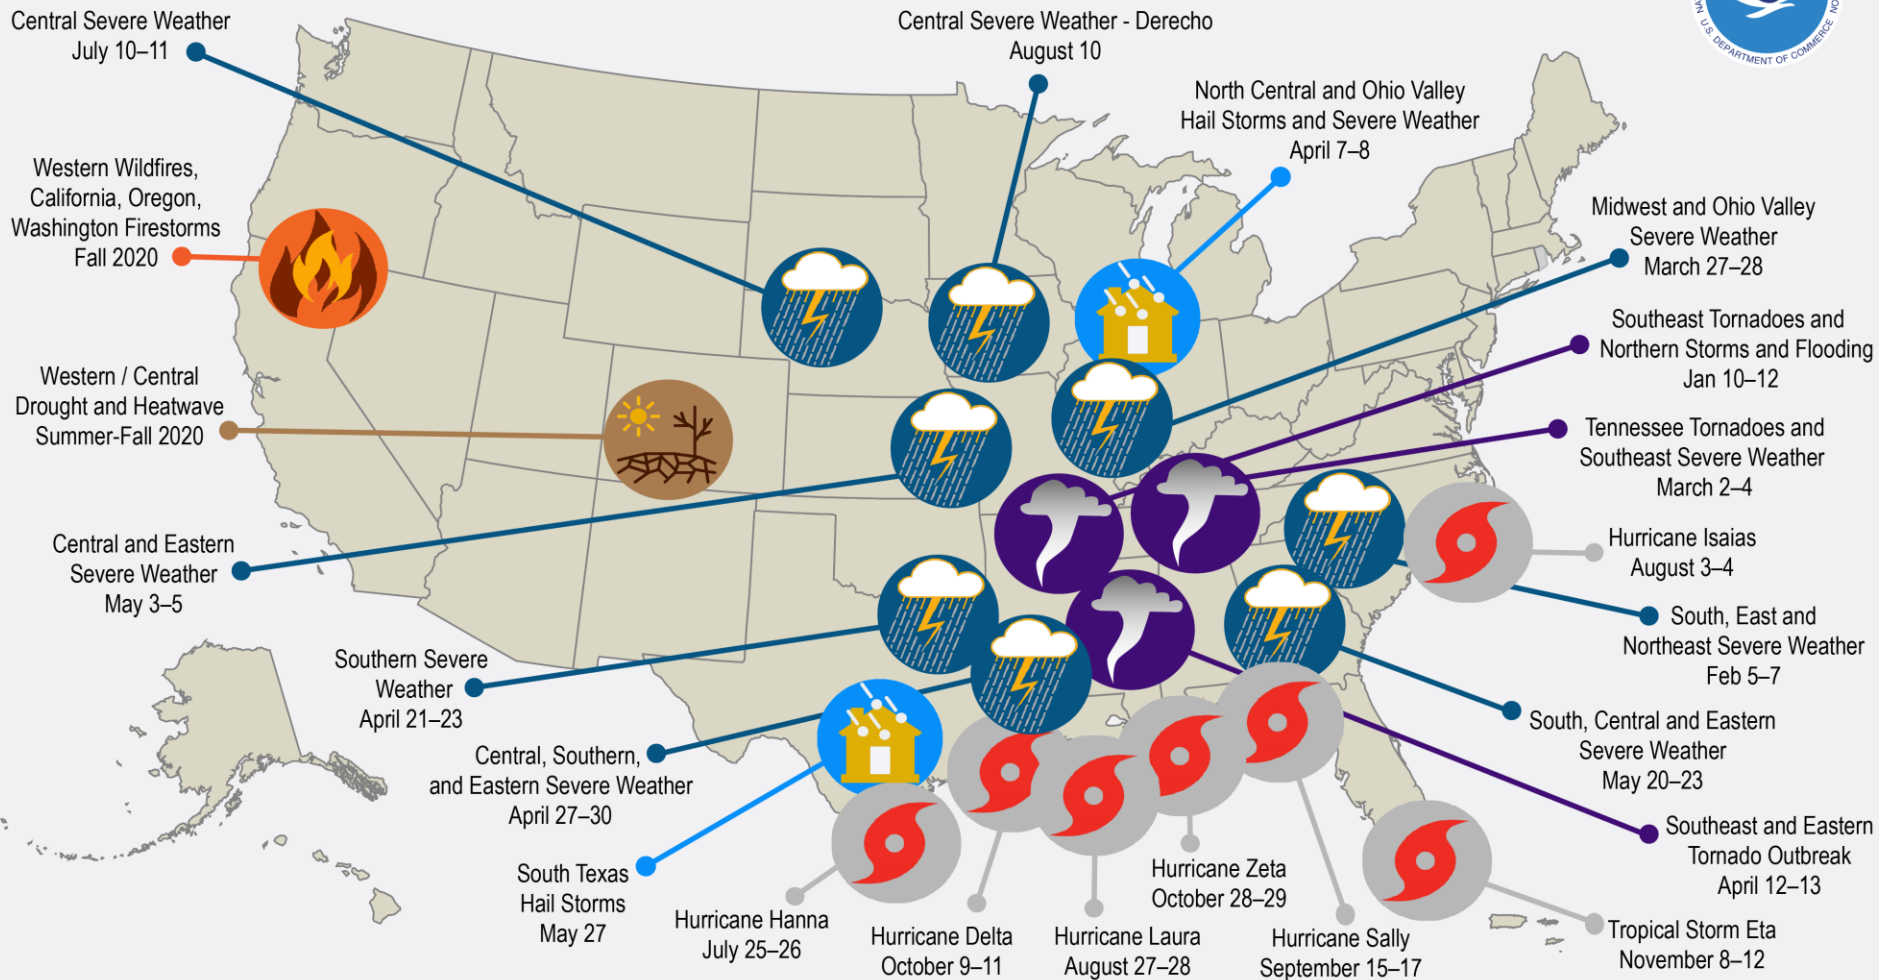 Central Severe Weather
July 10–11
Central Severe Weather - Derecho
August 10
U.S. DEPARTMENT OF COMMERCE
North Central and Ohio Valley
Hail Storms and Severe Weather
April 7–8
Western Wildfires,
California, Oregon,
Washington Firestorms
Fall 2020
Midwest and Ohio Valley
Severe Weather
March 27–28
Southeast Tornadoes and
Northern Storms and Flooding
Jan 10–12
Western / Central
Drought and Heatwave
Summer-Fall 2020
Tennessee Tornadoes and
Southeast Severe Weather
March 2–4
Central and Eastern
Severe Weather
May 3–5
Hurricane Isaias
August 3–4
South, East and
Northeast Severe Weather
Feb 5–7
Southern Severe
Weather
April 21–23
South, Central and Eastern
Severe Weather
May 20–23
Central, Southern,
and Eastern Severe Weather
April 27–30
Southeast and Eastern
Tornado Outbreak
April 12–13
South Texas
Hail Storms
May 27
Hurricane Hanna
July 25–26
Hurricane Delta
October 9–11
Hurricane Laura
August 27–28
Hurricane Zeta
October 28–29
Hurricane Sally
September 15–17
Tropical Storm Eta
November 8–12